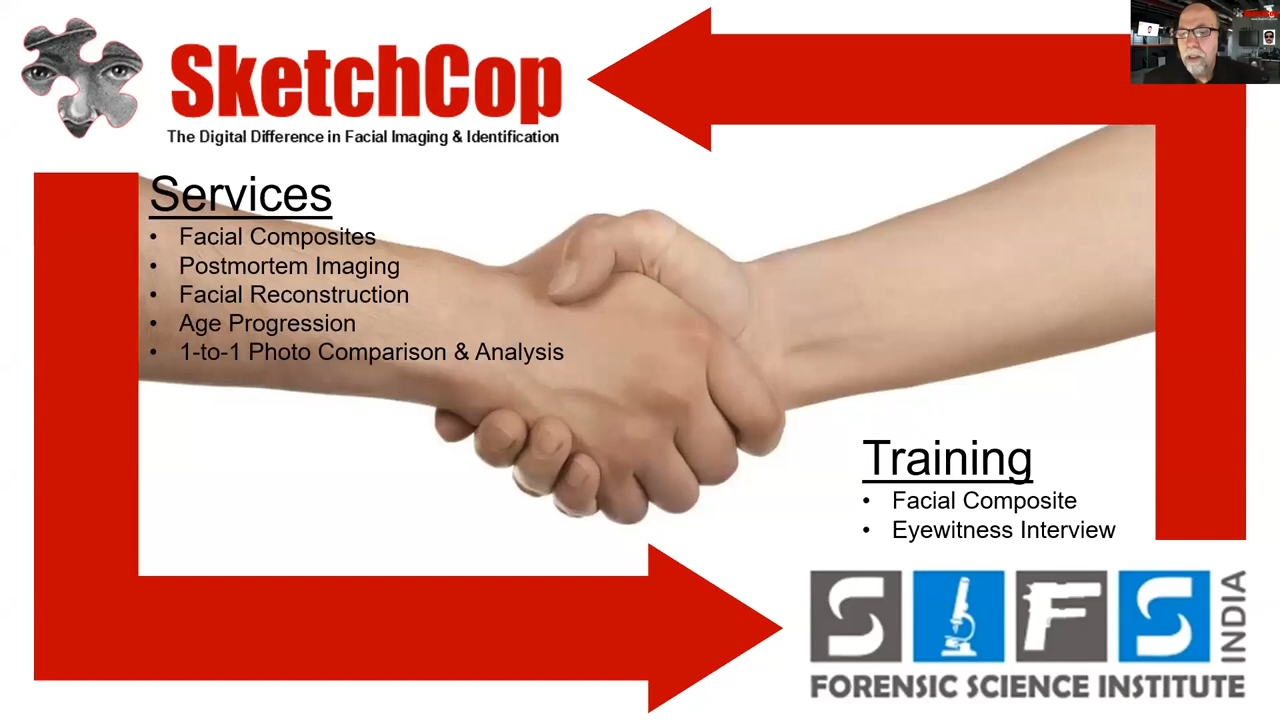 SketchCop
The Digital Difference in Facial Imaging & Identification
Services
• Facial Composites
• Postmortem Imaging
• Facial Reconstruction
• Age Progression
• 1-to-1 Photo Comparison & Analysis
Training
• Facial Composite
• Eyewitness Interview
SIFS
INDIA
FORENSIC SCIENCE INSTITUTE